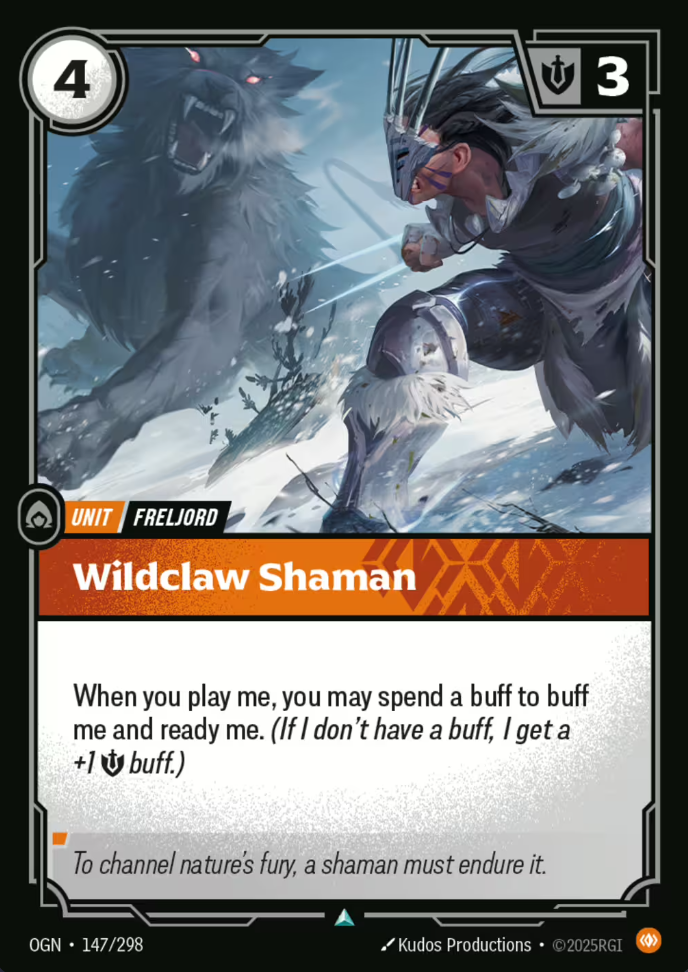 4
3
UNIT FRELJORD
Wildclaw Shaman
When you play me, you may spend a buff to buff
me and ready me. (If I don't have a buff, I get a
+1 buff.)
To channel nature's fury, a shaman must endure it.
OGN • 147/298
Kudos Productions • ©2025RGI